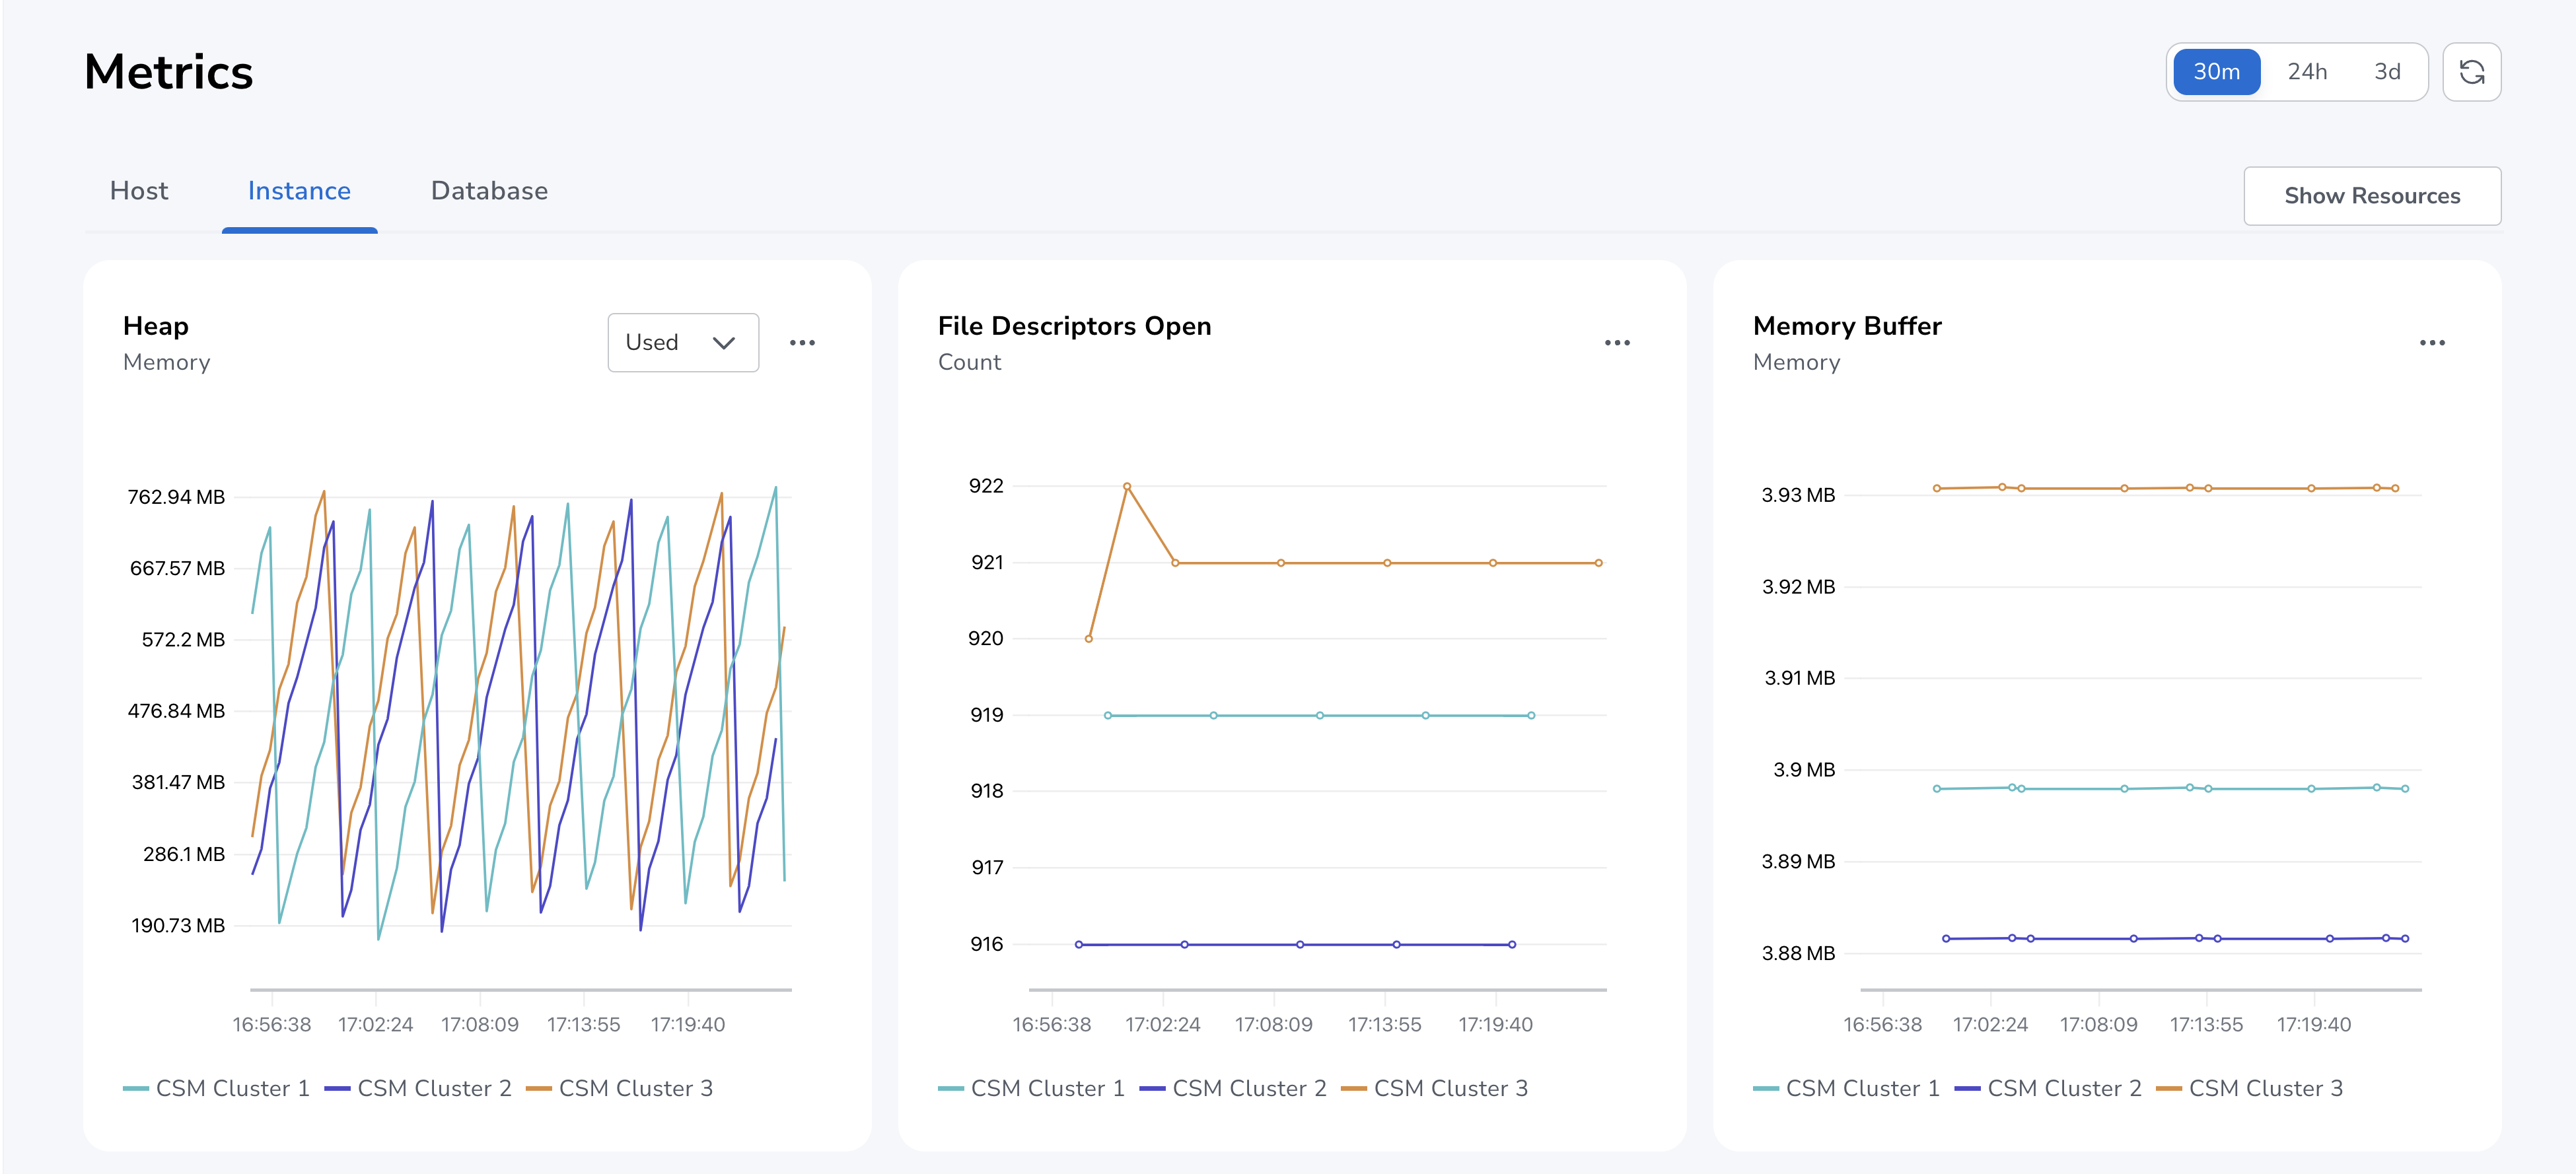 Metrics
30m 24h 3d
Host Instance Database
Show Resources
Heap
Memory
Used
762.94 MB
667.57 MB
572.2 MB
476.84 MB
381.47 MB
286.1 MB
190.73 MB
16:56:38 17:02:24 17:08:09 17:13:55 17:19:40
CSM Cluster 1 CSM Cluster 2 CSM Cluster 3
File Descriptors Open
Count
922
921
920
919
918
917
916
16:56:38 17:02:24 17:08:09 17:13:55 17:19:40
CSM Cluster 1 CSM Cluster 2 CSM Cluster 3
Memory Buffer
Memory
3.93 MB
3.92 MB
3.91 MB
3.9 MB
3.89 MB
3.88 MB
16:56:38 17:02:24 17:08:09 17:13:55 17:19:40
CSM Cluster 1 CSM Cluster 2 CSM Cluster 3